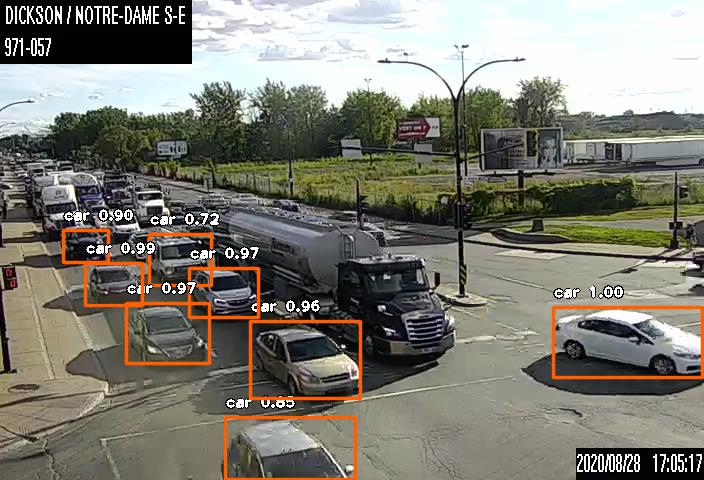 DICKSON / NOTRE-DAME S-E
971-057
car 0.90
car 0.72
car 0.99
car 0.97
car 0.97
car 0.96
car 1.00
car 0.85
2020/08/28 17:05:17